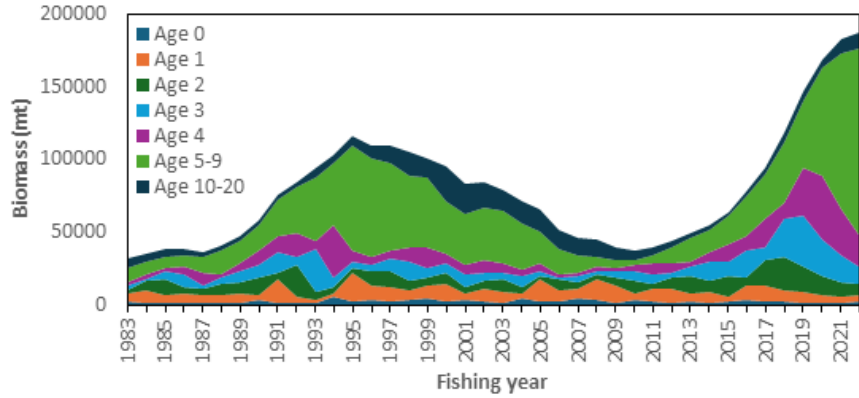 200000
150000
100000
50000
0
Biomass (mt)
Age 0
Age 1
Age 2
Age 3
Age 4
Age 5-9
Age 10-20
1983
1985
1987
1989
1991
1993
1995
1997
1999
2001
2003
2005
2007
2009
2011
2013
2015
2017
2019
2021
Fishing year